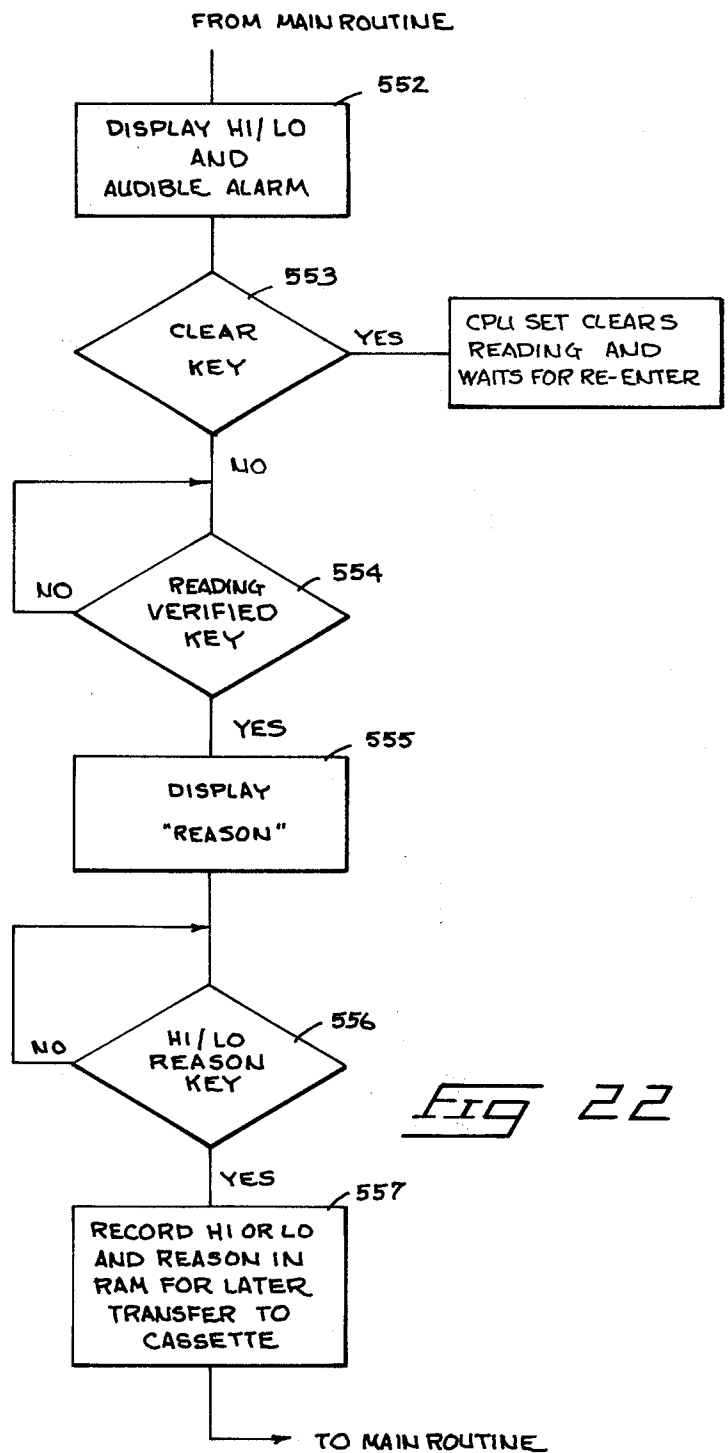 FROM MAIN ROUTINE
552
DISPLAY HI/LO
AND
AUDIBLE ALARM
553
CLEAR
KEY
YES
CPU SET CLEARS
READING AND
WAITS FOR RE-ENTER
NO
554
NO
READING
VERIFIED
KEY
YES
555
DISPLAY
"REASON"
556
NO
HI/LO
REASON
KEY
FIG 22
YES
557
RECORD HI OR LO
AND REASON IN
RAM FOR LATER
TRANSFER TO
CASSETTE
TO MAIN ROUTINE